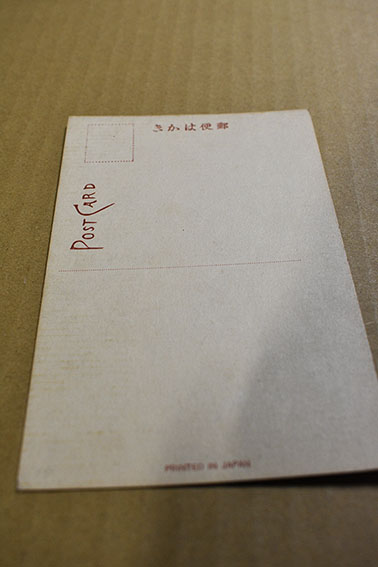 郵便はかき
POST CARD
PRINTED IN JAPAN